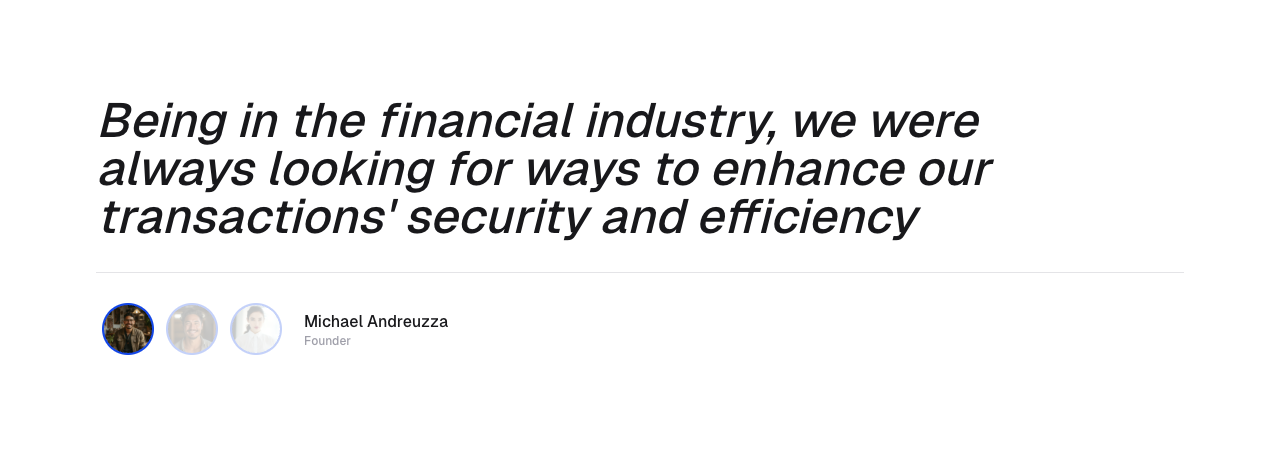 Being in the financial industry, we were
always looking for ways to enhance our
transactions' security and efficiency
Michael Andreuzza
Founder